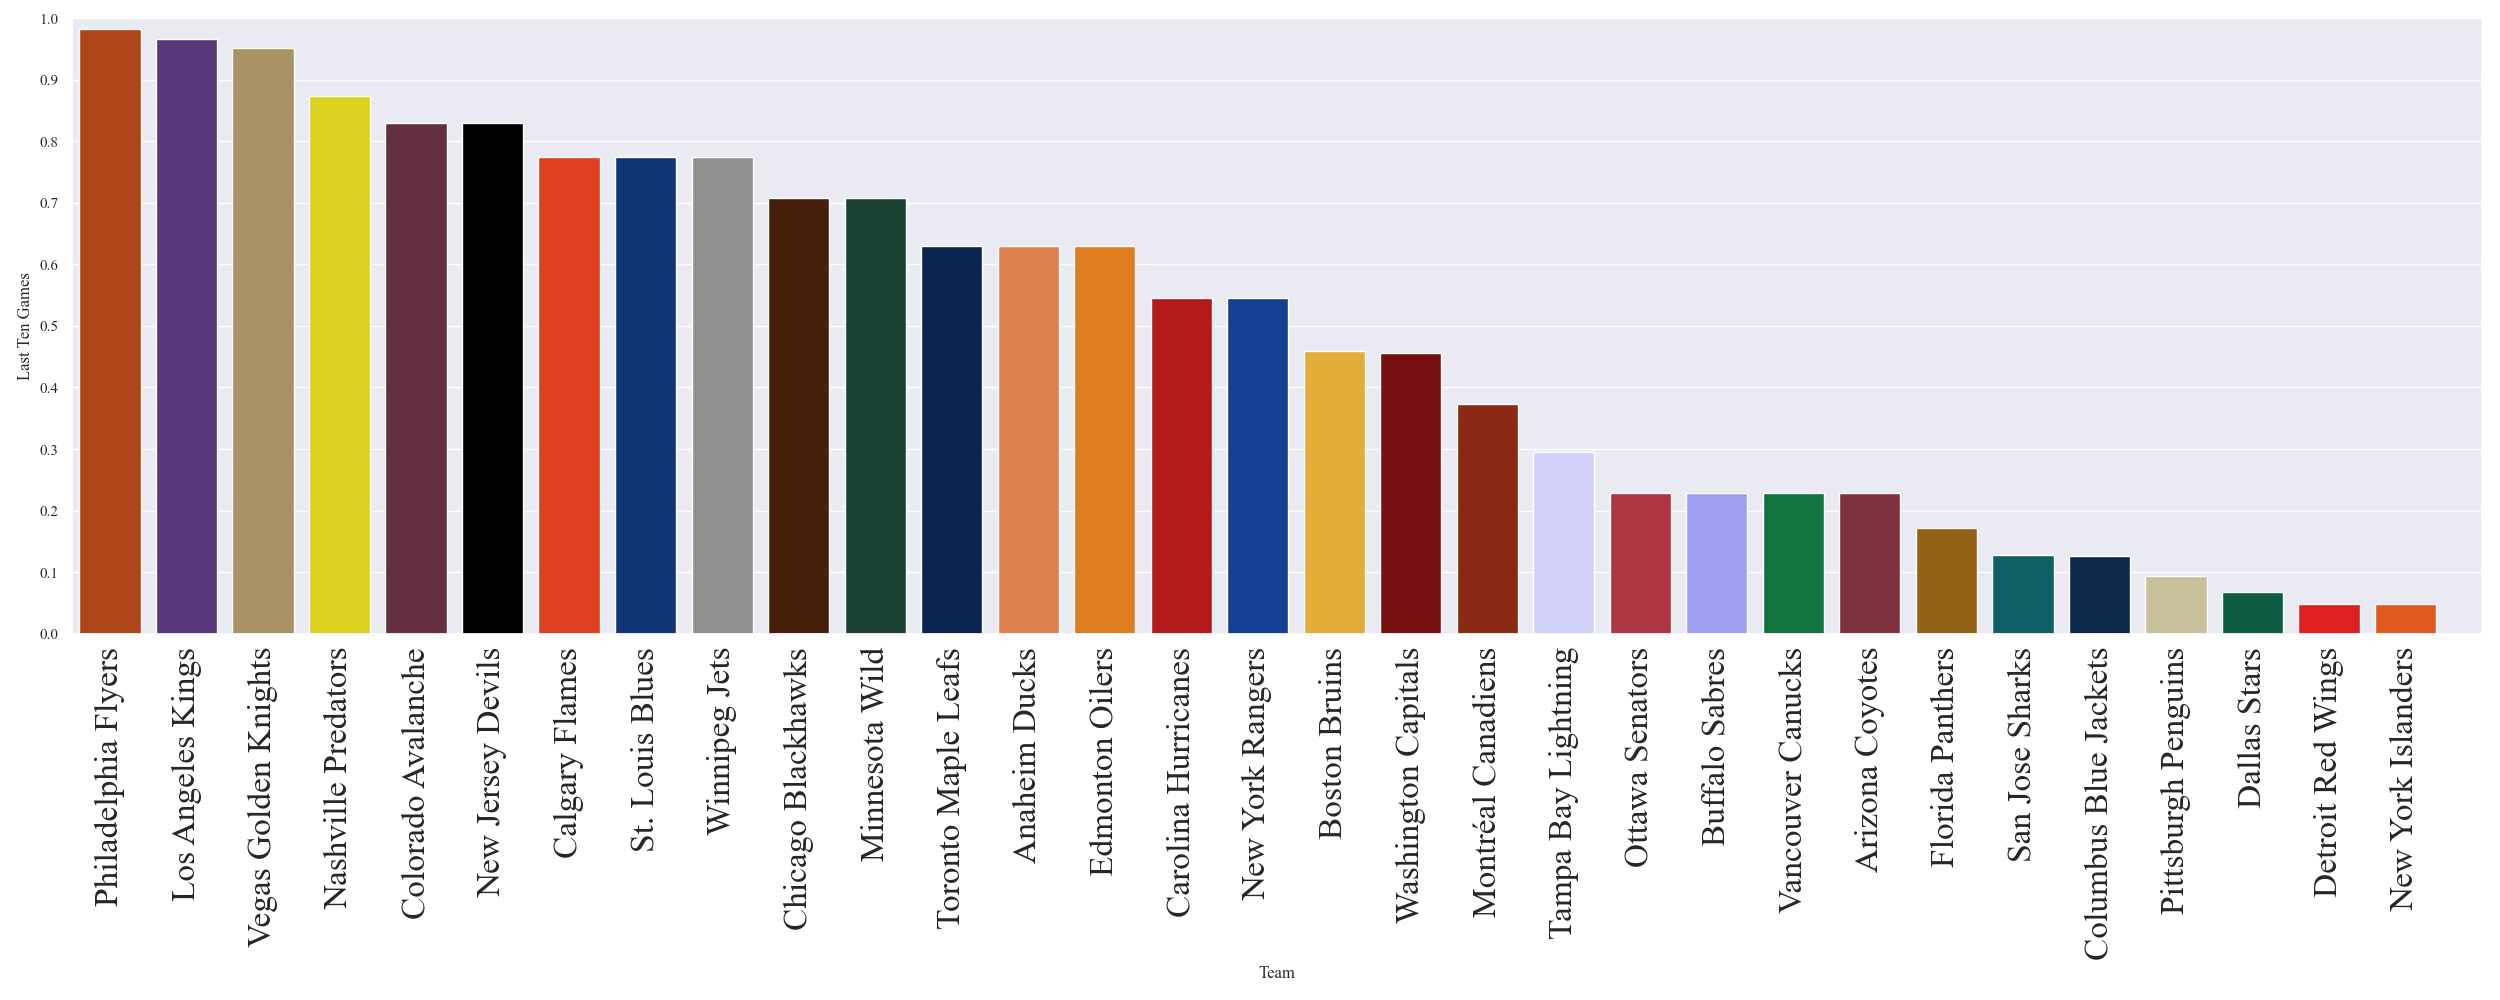 1.0
0.9
0.8
0.7
0.6
0.5
0.4
0.3
0.2
0.1
0.0
Last Ten Games
Philadelphia Flyers
Los Angeles Kings
Vegas Golden Knights
Nashville Predators
Colorado Avalanche
New Jersey Devils
Calgary Flames
St. Louis Blues
Winnipeg Jets
Chicago Blackhawks
Minnesota Wild
Toronto Maple Leafs
Anaheim Ducks
Edmonton Oilers
Carolina Hurricanes
New York Rangers
Boston Bruins
Washington Capitals
Montréal Canadiens
Tampa Bay Lightning
Ottawa Senators
Buffalo Sabres
Vancouver Canucks
Arizona Coyotes
Florida Panthers
San Jose Sharks
Columbus Blue Jackets
Pittsburgh Penguins
Dallas Stars
Detroit Red Wings
New York Islanders
Team